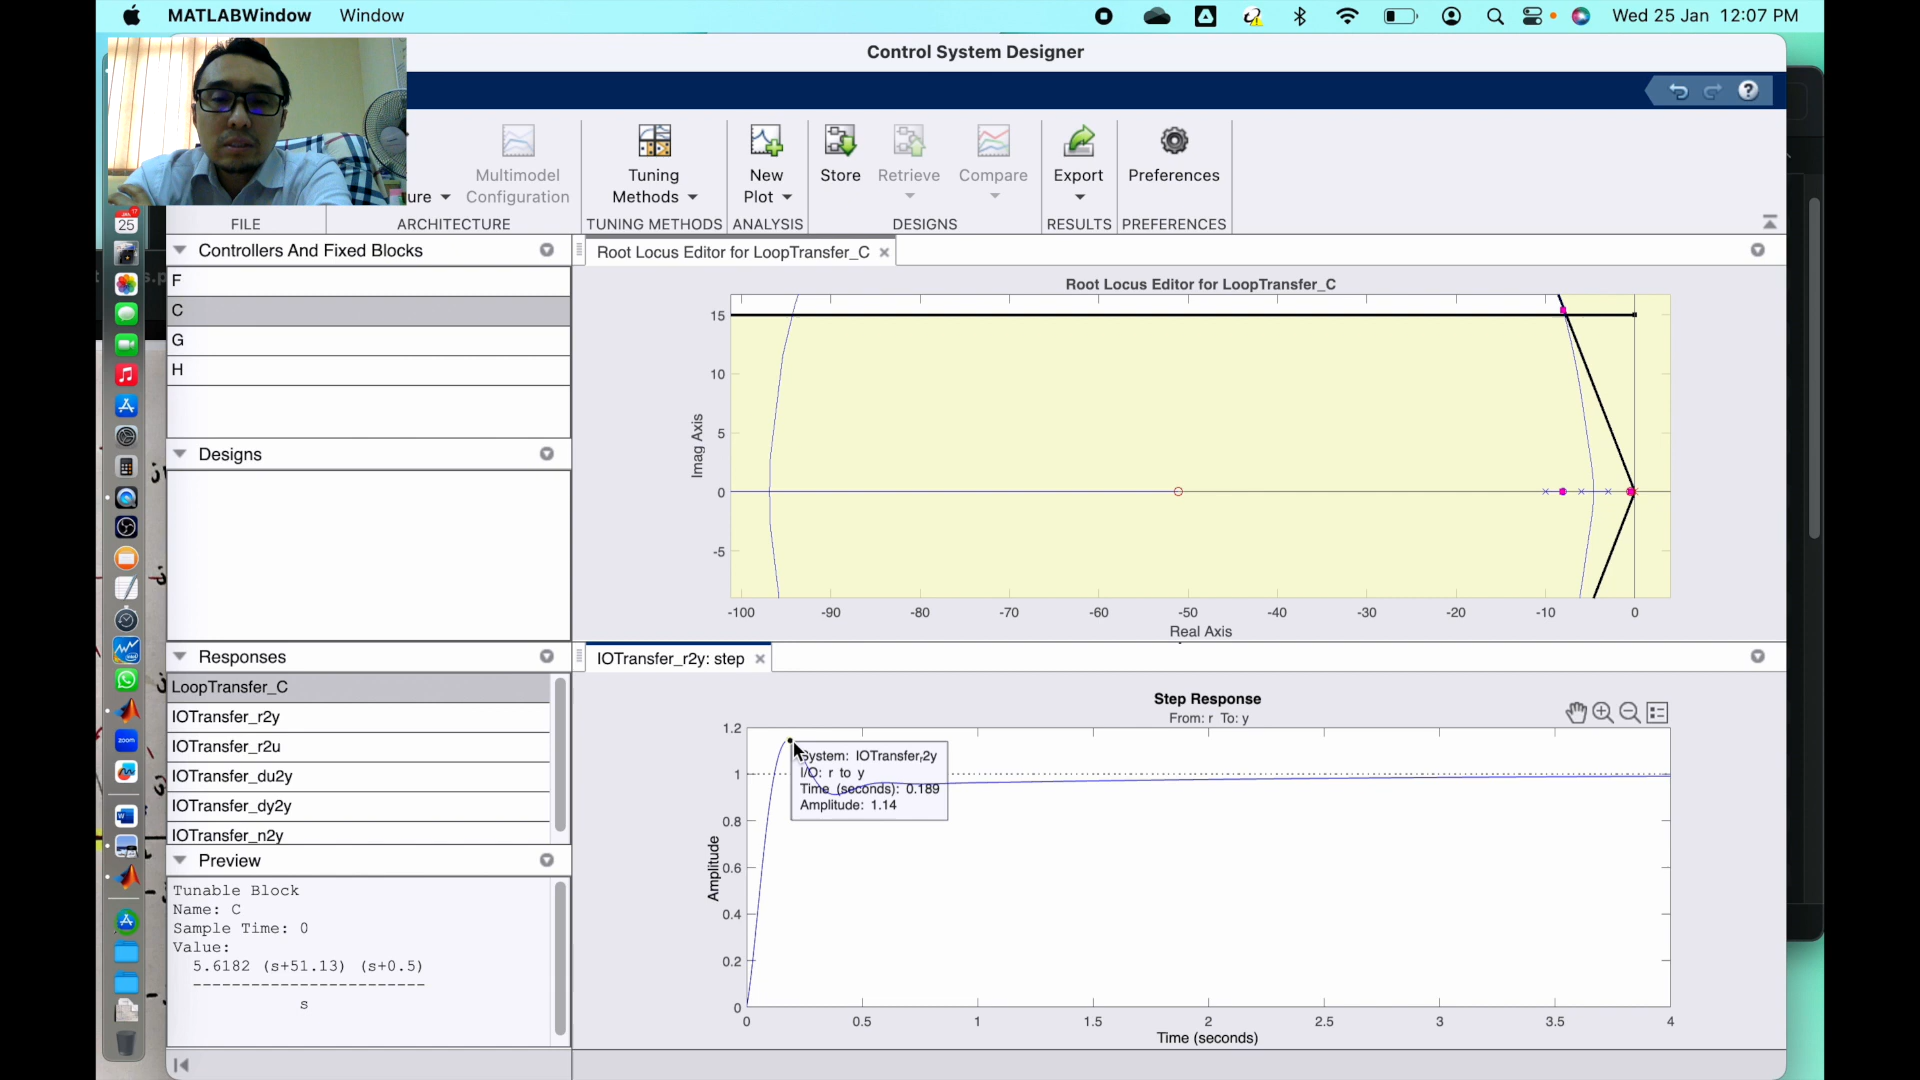 MATLABWindow Window
Wed 25 Jan 12:07 PM
Control System Designer
ure
Multimodel
Configuration
Tuning
Methods
New
Plot
Store
Retrieve
Compare
Export
Preferences
FILE
ARCHITECTURE
TUNING METHODS
ANALYSIS
DESIGNS
RESULTS
PREFERENCES
25
Controllers And Fixed Blocks
F
C
G
H
Designs
Responses
LoopTransfer_C
IOTransfer_r2y
IOTransfer_r2u
IOTransfer_du2y
IOTransfer_dy2y
IOTransfer_n2y
Preview
Tunable Block
Name: C
Sample Time: 0
Value:
5.6182 (s+51.13) (s+0.5)
-----------------------
s
zoom
Root Locus Editor for LoopTransfer_C
Root Locus Editor for LoopTransfer_C
15
10
5
0
-5
Imag Axis
-100 -90 -80 -70 -60 -50 -40 -30 -20 -10 0
Real Axis
IOTransfer_r2y: step
Step Response
From: r To: y
1.2
1
0.8
0.6
0.4
0.2
0
Amplitude
System: IOTransfer_r2y
I/O: r to y
Time (seconds): 0.189
Amplitude: 1.14
0 0.5 1 1.5 2 2.5 3 3.5 4
Time (seconds)